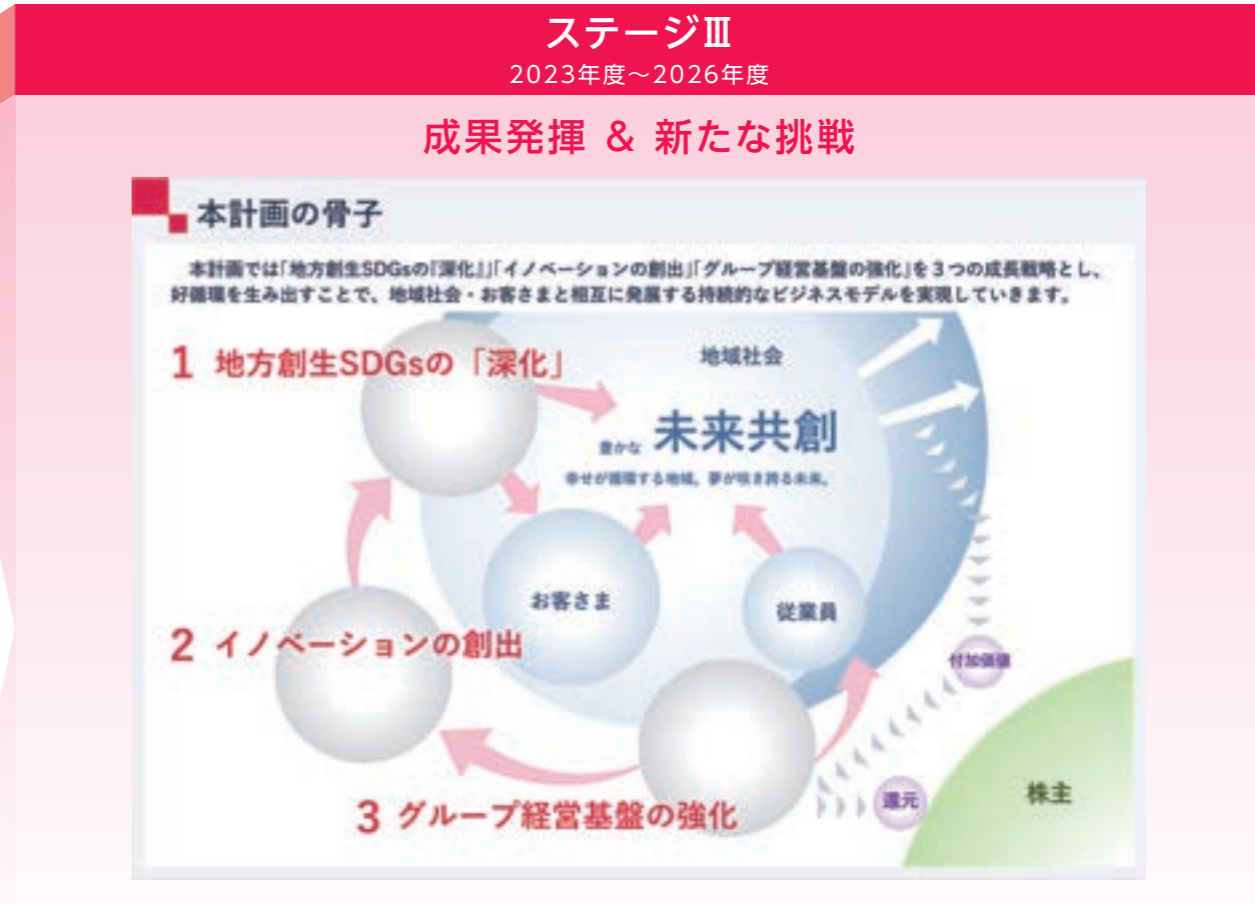 ステージⅢ
2023年度～2026年度
成果発揮 ＆ 新たな挑戦
本計画の骨子
本計画では「地方創生SDGsの『深化』」「イノベーションの創出」「グループ経営基盤の強化」を３つの成長戦略とし、
好循環を生み出すことで、地域社会・お客さまと相互に発展する持続的なビジネスモデルを実現していきます。
1 地方創生SDGsの「深化」
地域社会
豊かな 未来共創
幸せが循環する地域。夢が咲き誇る未来。
お客さま
従業員
2 イノベーションの創出
付加価値
3 グループ経営基盤の強化
還元
株主